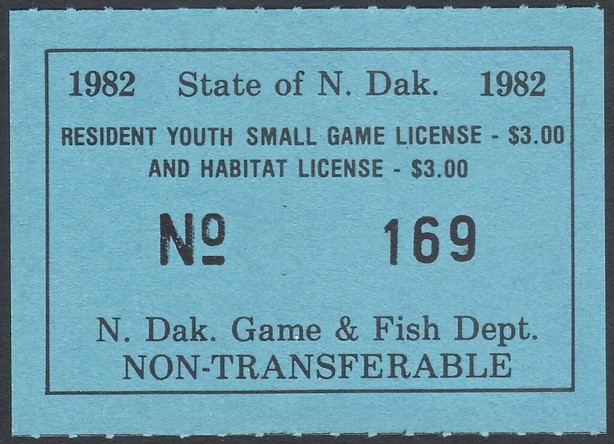 1982 State of N. Dak. 1982
RESIDENT YOUTH SMALL GAME LICENSE - $3.00
AND HABITAT LICENSE - $3.00
No 169
N. Dak. Game & Fish Dept.
NON-TRANSFERABLE